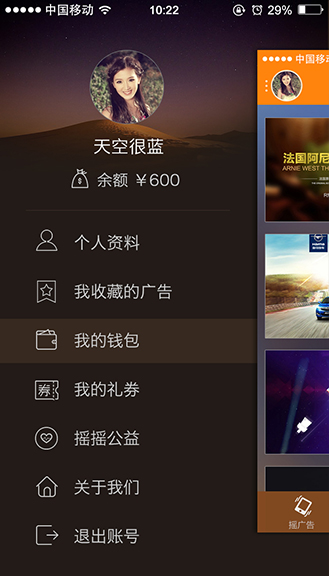 中国移动
10:22
29%
中国移
天空很蓝
余额 ￥600
个人资料
我收藏的广告
我的钱包
券
我的礼券
摇摇公益
关于我们
退出账号
法国阿尼
ARNIE WEST TH
摇广告